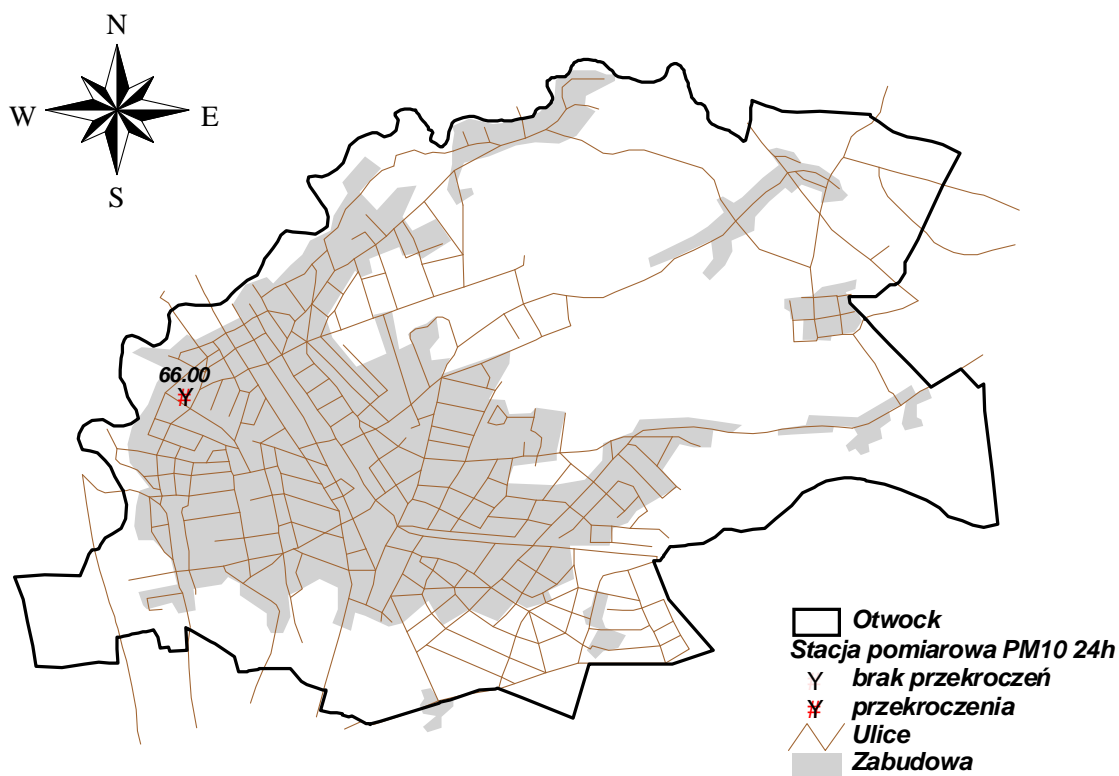 N
W E
S
66.00
Otwock
Stacja pomiarowa PM10 24h
brak przekroczeń
przekroczenia
Ulice
Zabudowa